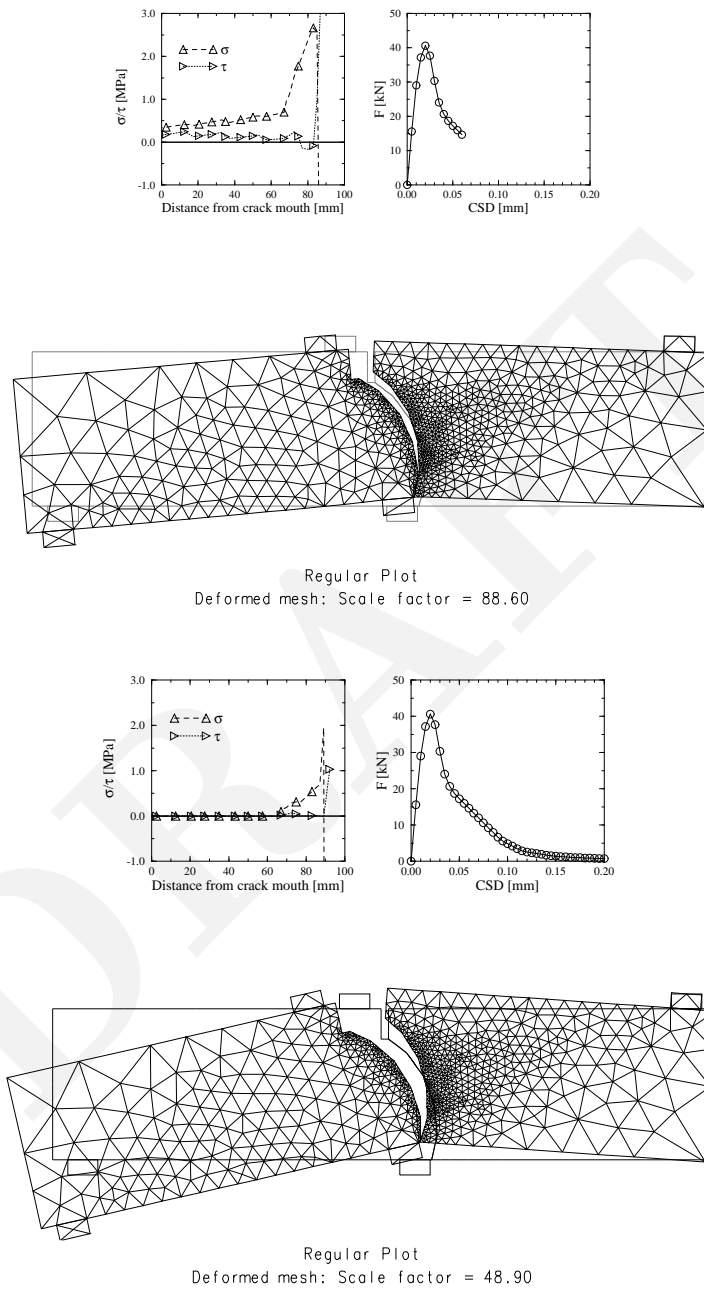 3.0
2.0
1.0
0.0
-1.0
σ/τ [MPa]
σ
τ
0 20 40 60 80 100
Distance from crack mouth [mm]
50
40
30
20
10
0
F [kN]
0.00 0.05 0.10 0.15 0.20
CSD [mm]
Regular Plot
Deformed mesh: Scale factor = 88.60
3.0
2.0
1.0
0.0
-1.0
σ/τ [MPa]
σ
τ
0 20 40 60 80 100
Distance from crack mouth [mm]
50
40
30
20
10
0
F [kN]
0.00 0.05 0.10 0.15 0.20
CSD [mm]
Regular Plot
Deformed mesh: Scale factor = 48.90
DRAFT